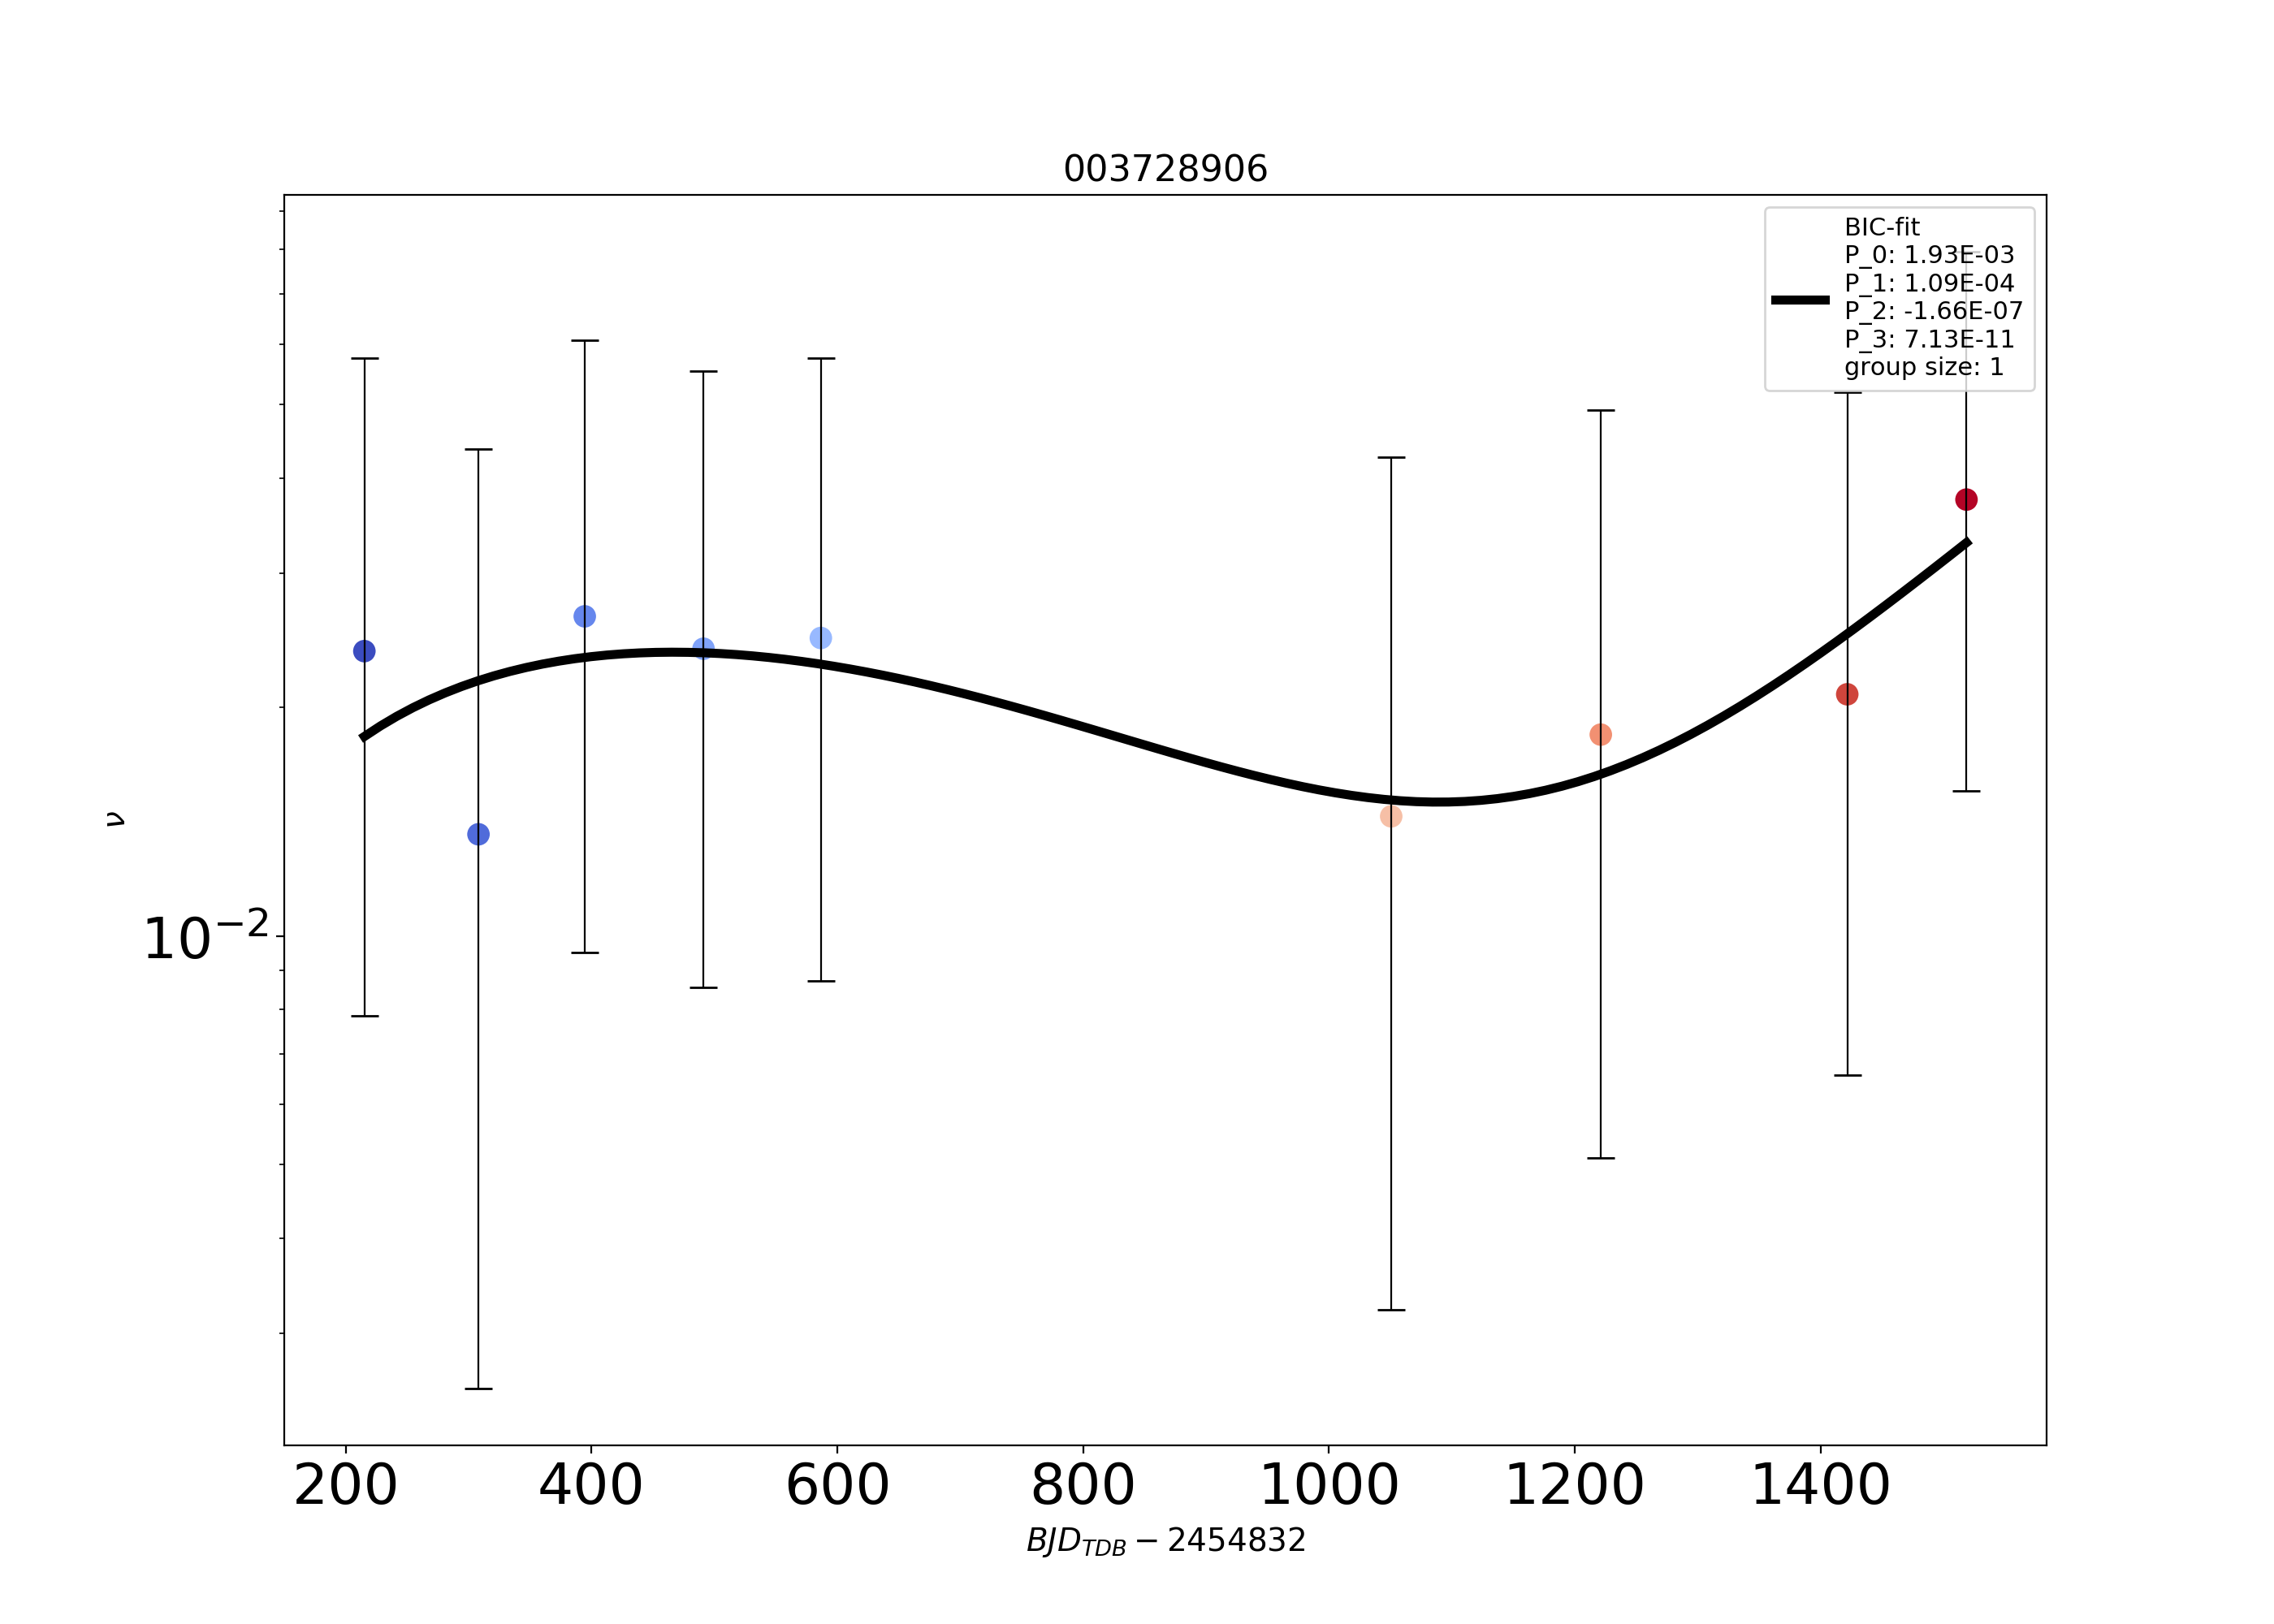 003728906
BIC-fit
P_0: 1.93E-03
P_1: 1.09E-04
P_2: -1.66E-07
P_3: 7.13E-11
group size: 1
ν
10⁻²
200 400 600 800 1000 1200 1400
BJD_TDB − 2454832